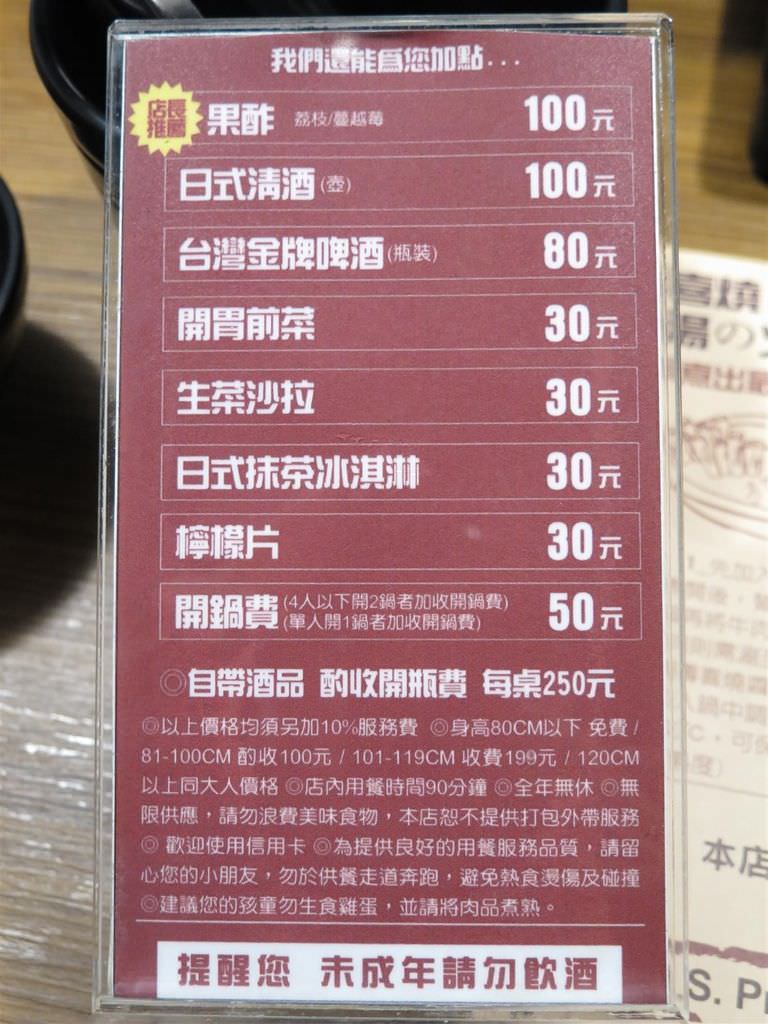 我們還能為您加點...
店長
推薦
果酢 荔枝/蔓越莓 100元
日式清酒(壺) 100元
台灣金牌啤酒(瓶裝) 80元
開胃前菜 30元
生菜沙拉 30元
日式抹茶冰淇淋 30元
檸檬片 30元
開鍋費 (4人以下開2鍋者加收開鍋費) 50元
(單人開1鍋者加收開鍋費)
◎自帶酒品 酌收開瓶費 每桌250元
◎以上價格均須另加10%服務費 ◎身高80CM以下 免費 /
81-100CM 酌收100元 / 101-119CM 收費199元 / 120CM
以上同大人價格 ◎店內用餐時間90分鐘 ◎全年無休 ◎無
限供應，請勿浪費美味食物，本店恕不提供打包外帶服務
◎ 歡迎使用信用卡 ◎為提供良好的用餐服務品質，請留
心您的小朋友，勿於供餐走道奔跑，避免熱食燙傷及碰撞
◎建議您的孩童勿生食雞蛋，並請將肉品煮熟。
提醒您 未成年請勿飲酒
本店